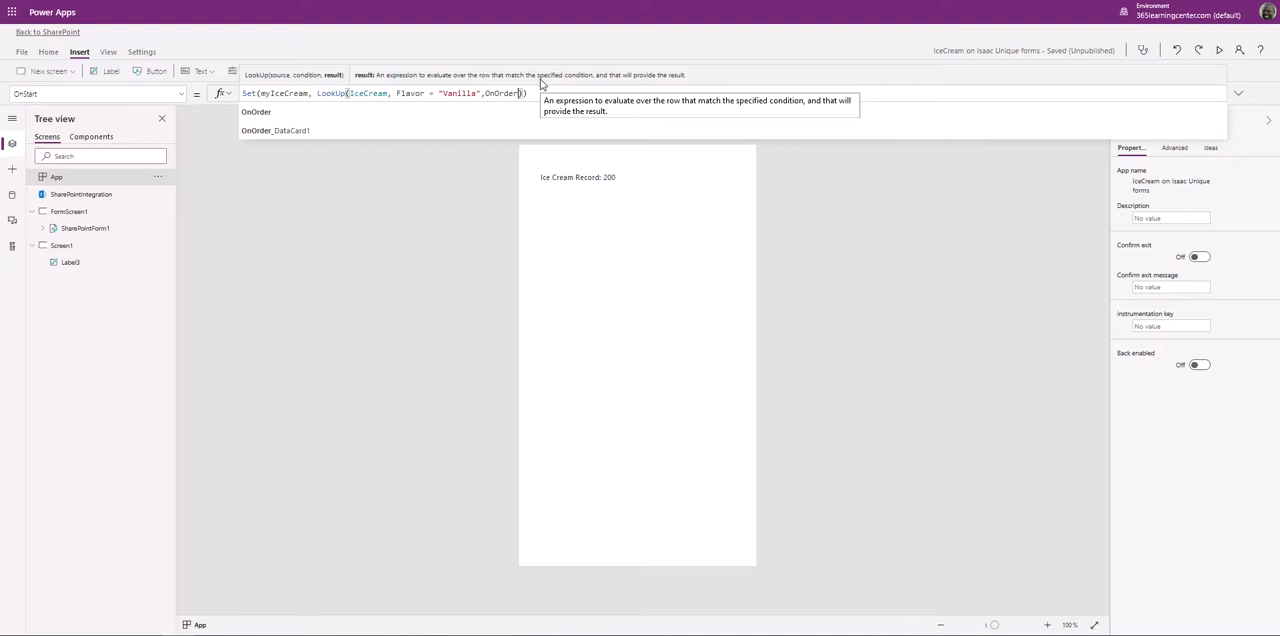 Power Apps
Environment
365learningcenter.com (default)
Back to SharePoint
File Home Insert View Settings
IceCream on Isaac Unique forms - Saved (Unpublished)
New screen Label Button Text
LookUp(source, condition, result) result: An expression to evaluate over the row that match the specified condition, and that will provide the result.
OnStart = fx Set(myIceCream, LookUp(IceCream, Flavor = "Vanilla",OnOrder))
An expression to evaluate over the row that match the specified condition, and that will
provide the result.
OnOrder
OnOrder_DataCard1
Tree view
Screens Components
Search
App
SharePointIntegration
FormScreen1
SharePointForm1
Screen1
Label3
Ice Cream Record: 200
Propert... Advanced Ideas
App name
IceCream on Isaac Unique
forms
Description
No value
Confirm exit
Off
Confirm exit message
No value
Instrumentation key
No value
Back enabled
Off
App
100 %